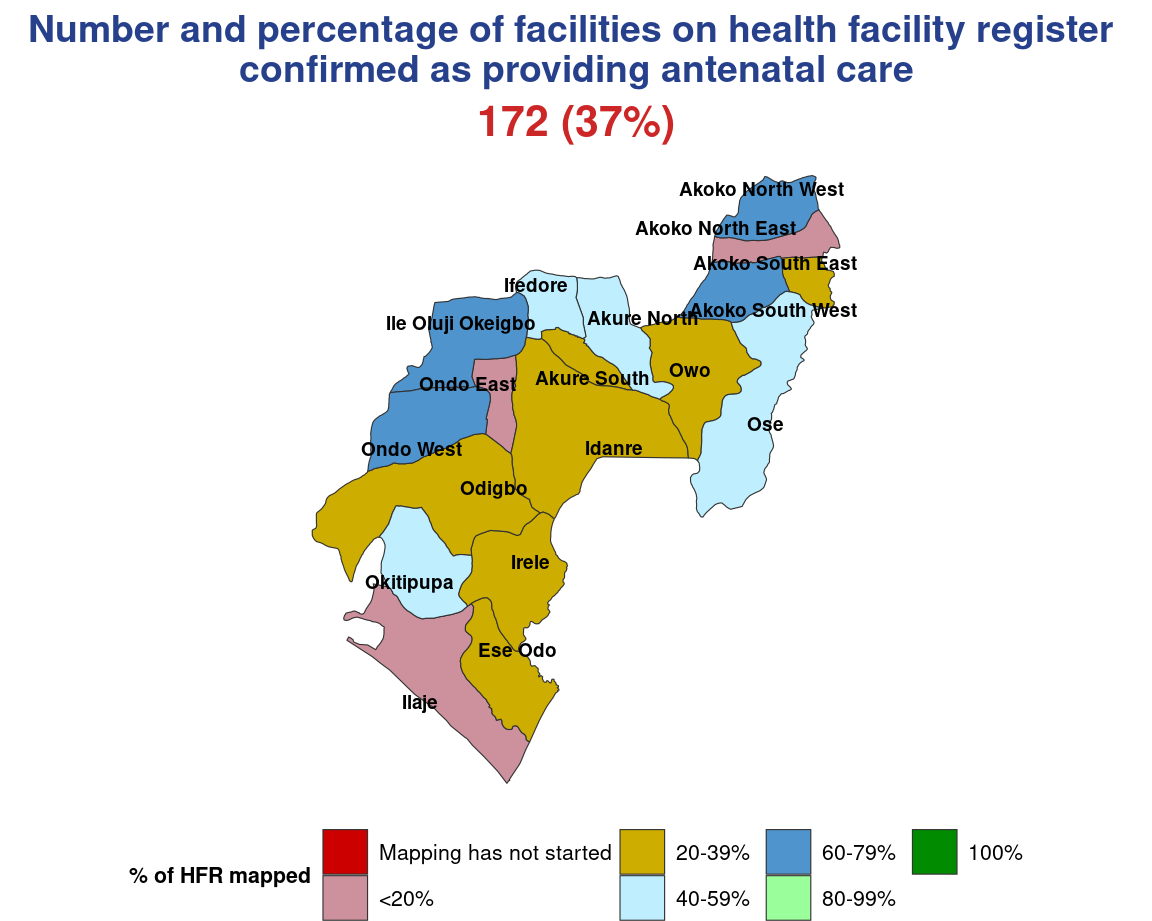 Number and percentage of facilities on health facility register
confirmed as providing antenatal care
172 (37%)
Akoko North West
Akoko North East
Akoko South East
Ifedore
Akoko South West
Akure North
Ile Oluji Okeigbo
Owo
Akure South
Ondo East
Ose
Idanre
Ondo West
Odigbo
Irele
Okitipupa
Ese Odo
Ilaje
% of HFR mapped
Mapping has not started
<20%
20-39%
40-59%
60-79%
80-99%
100%